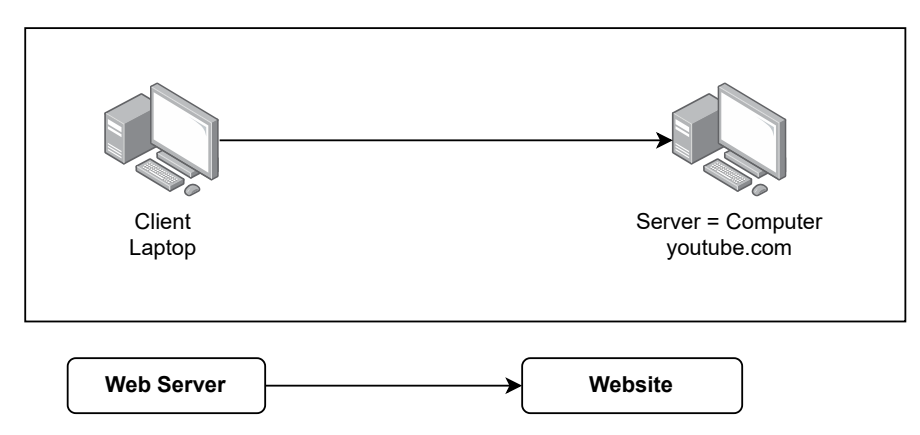 Client
Laptop
Server = Computer
youtube.com
Web Server
Website